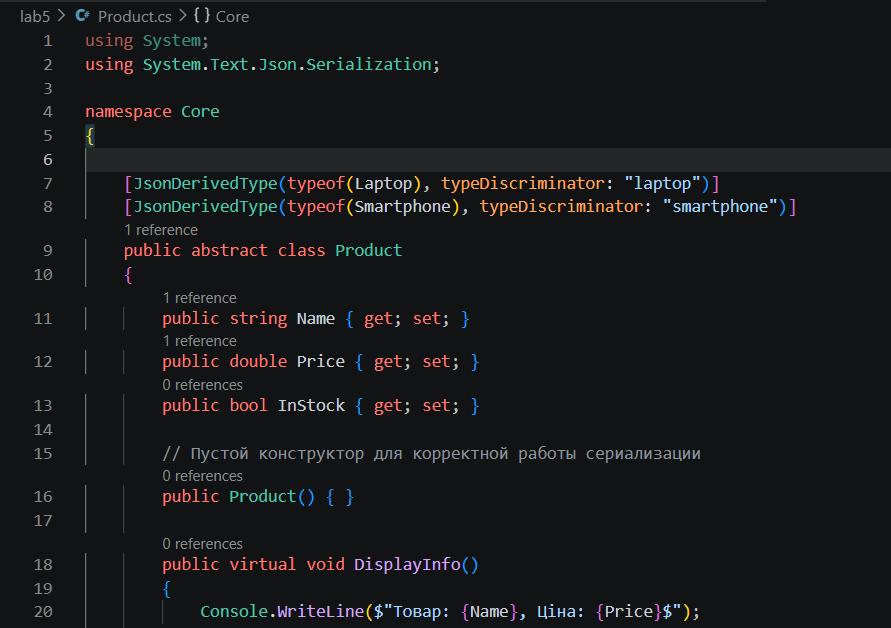 lab5 > C# Product.cs > {} Core
1 using System;
2 using System.Text.Json.Serialization;
3
4 namespace Core
5 {
6
7 [JsonDerivedType(typeof(Laptop), typeDiscriminator: "laptop")]
8 [JsonDerivedType(typeof(Smartphone), typeDiscriminator: "smartphone")]
1 reference
9 public abstract class Product
10 {
1 reference
11 public string Name { get; set; }
1 reference
12 public double Price { get; set; }
0 references
13 public bool InStock { get; set; }
14
15 // Пустой конструктор для корректной работы сериализации
0 references
16 public Product() { }
17
0 references
18 public virtual void DisplayInfo()
19 {
20 Console.WriteLine($"Товар: {Name}, Ціна: {Price}$");